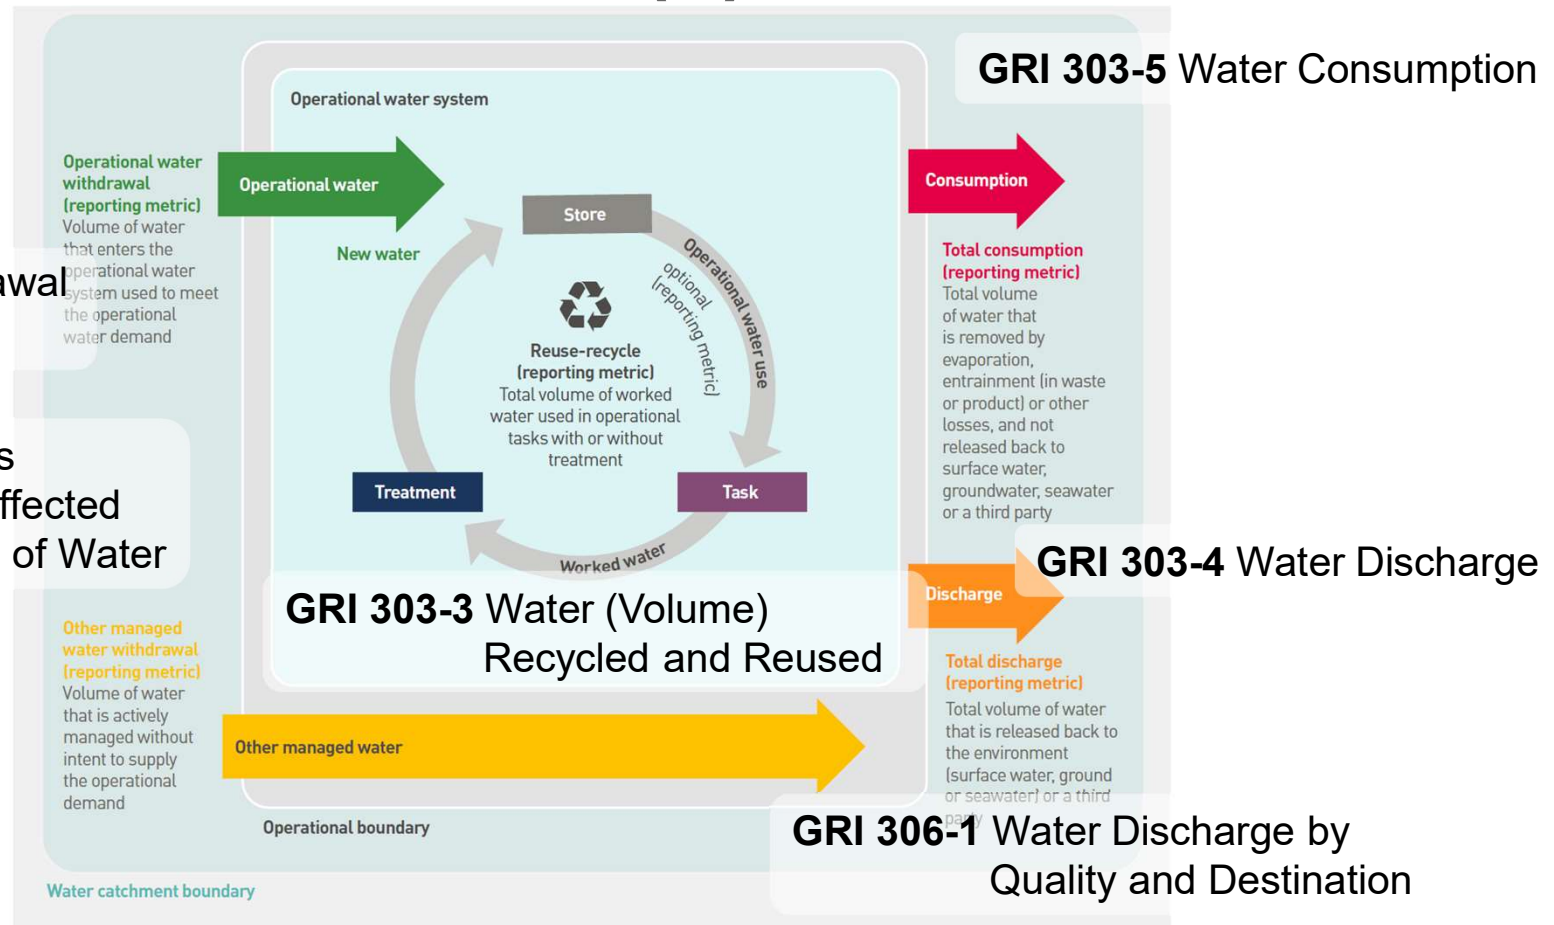 GRI 303-5 Water Consumption
Operational water system
Operational water
withdrawal
(reporting metric)
Volume of water
that enters the
operational water
system used to meet
the operational
water demand
Operational water
New water
Store
Operational water use
optional
(reporting metric)
Reuse-recycle
(reporting metric)
Total volume of worked
water used in operational
tasks with or without
treatment
Treatment
Task
Worked water
Consumption
Total consumption
(reporting metric)
Total volume
of water that
is removed by
evaporation,
entrainment (in waste
or product) or other
losses, and not
released back to
surface water,
groundwater, seawater
or a third party
awal
s
ffected
of Water
GRI 303-4 Water Discharge
GRI 303-3 Water (Volume)
Recycled and Reused
Discharge
Total discharge
(reporting metric)
Total volume of water
that is released back to
the environment
(surface water, ground
or seawater) or a third
party
Other managed
water withdrawal
(reporting metric)
Volume of water
that is actively
managed without
intent to supply
the operational
demand
Other managed water
Operational boundary
GRI 306-1 Water Discharge by
Quality and Destination
Water catchment boundary